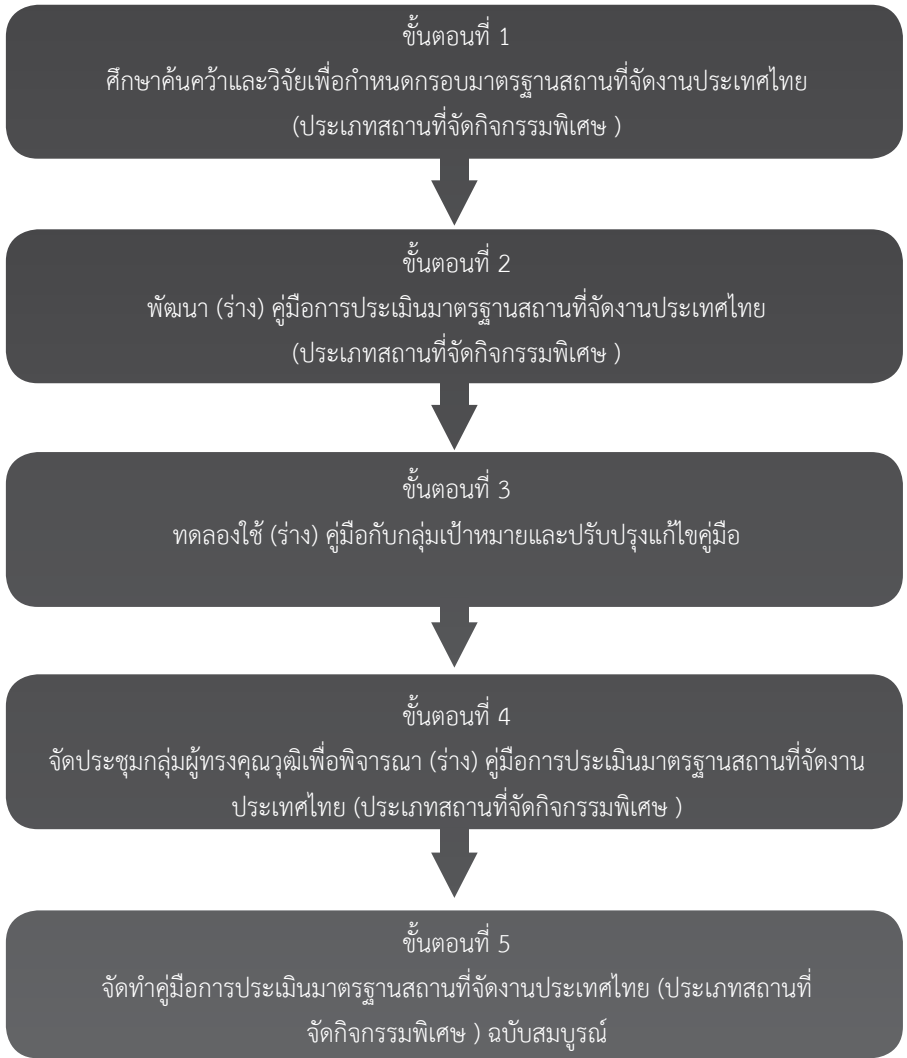 ขั้นตอนที่ 1
ศึกษาค้นคว้าและวิจัยเพื่อกำหนดกรอบมาตรฐานสถานที่จัดงานประเทศไทย
(ประเภทสถานที่จัดกิจกรรมพิเศษ )
ขั้นตอนที่ 2
พัฒนา (ร่าง) คู่มือการประเมินมาตรฐานสถานที่จัดงานประเทศไทย
(ประเภทสถานที่จัดกิจกรรมพิเศษ )
ขั้นตอนที่ 3
ทดลองใช้ (ร่าง) คู่มือกับกลุ่มเป้าหมายและปรับปรุงแก้ไขคู่มือ
ขั้นตอนที่ 4
จัดประชุมกลุ่มผู้ทรงคุณวุฒิเพื่อพิจารณา (ร่าง) คู่มือการประเมินมาตรฐานสถานที่จัดงาน
ประเทศไทย (ประเภทสถานที่จัดกิจกรรมพิเศษ )
ขั้นตอนที่ 5
จัดทำคู่มือการประเมินมาตรฐานสถานที่จัดงานประเทศไทย (ประเภทสถานที่
จัดกิจกรรมพิเศษ ) ฉบับสมบูรณ์